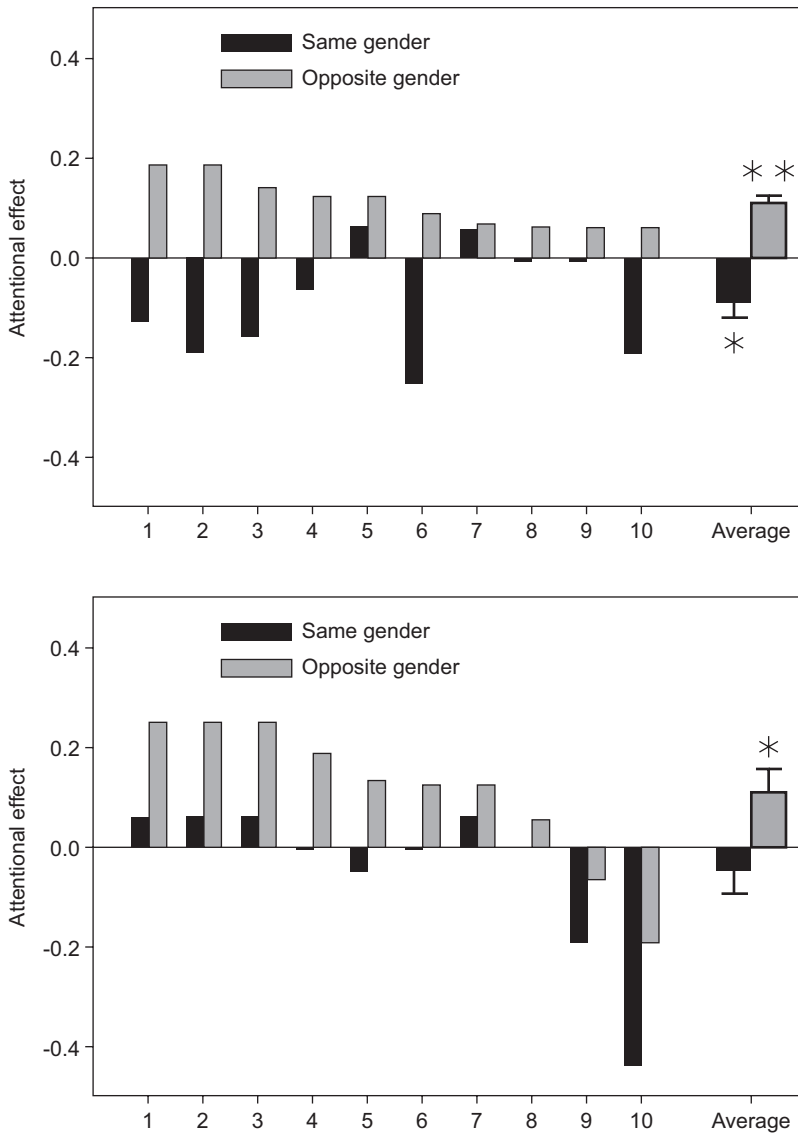 0.4
0.2
0.0
-0.2
-0.4
Attentional effect
Same gender
Opposite gender
＊ ＊
＊
1 2 3 4 5 6 7 8 9 10 Average
0.4
0.2
0.0
-0.2
-0.4
Attentional effect
Same gender
Opposite gender
＊
1 2 3 4 5 6 7 8 9 10 Average